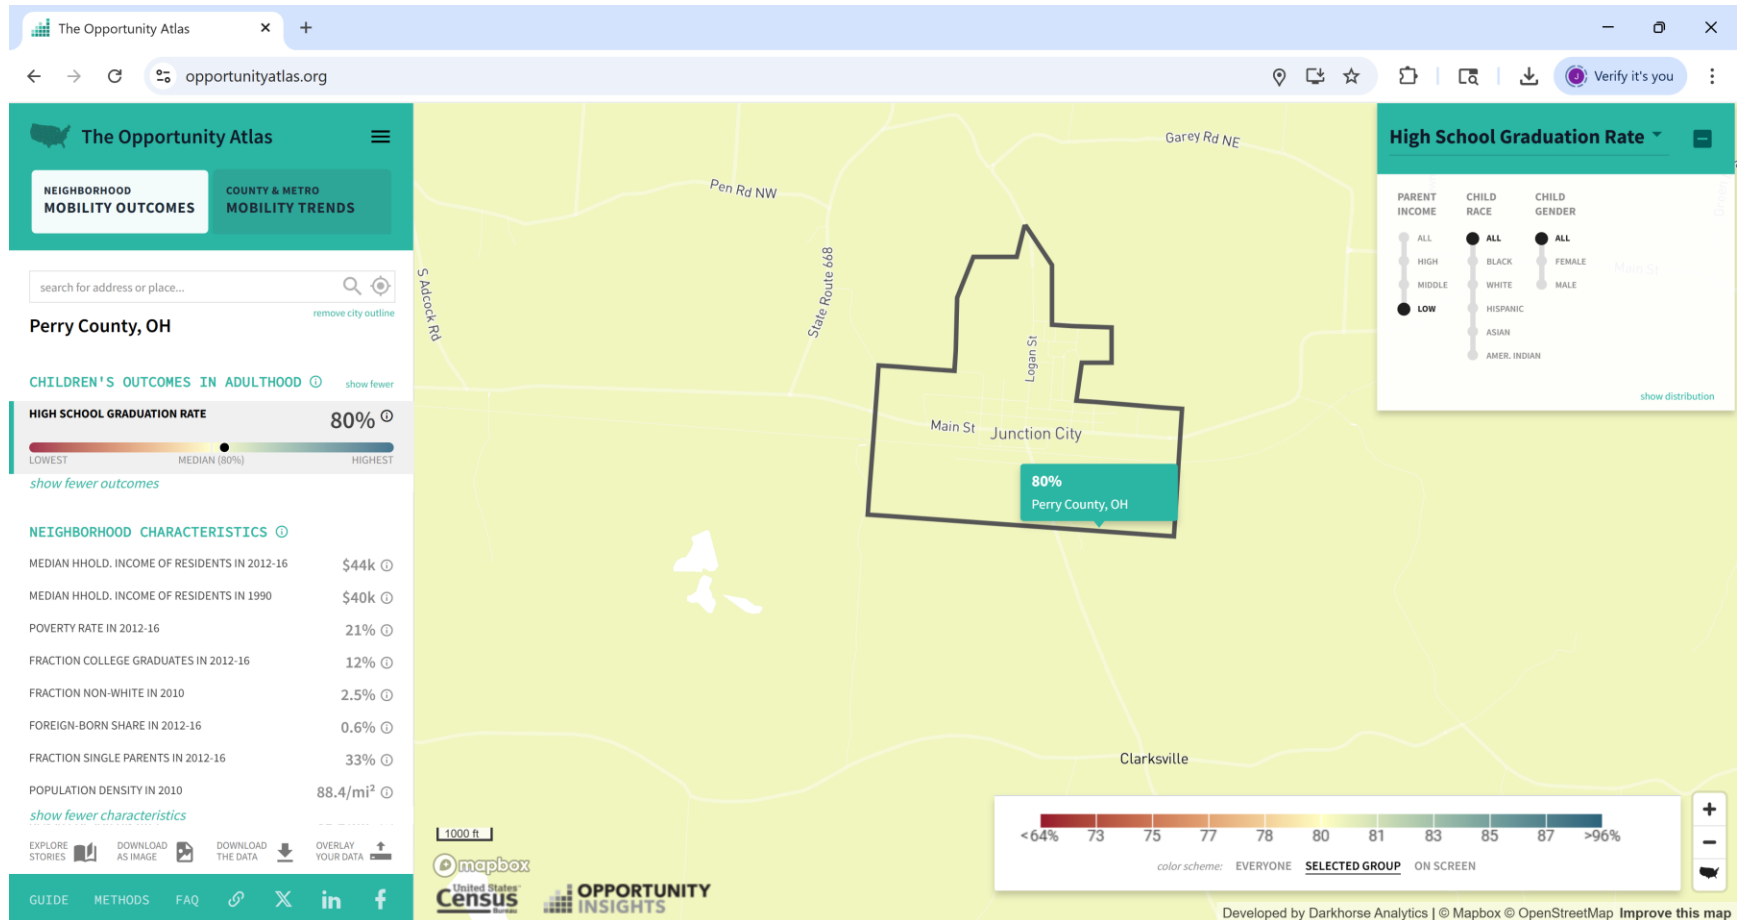 The Opportunity Atlas
opportunityatlas.org
Verify it's you
The Opportunity Atlas
NEIGHBORHOOD
MOBILITY OUTCOMES
COUNTY & METRO
MOBILITY TRENDS
search for address or place...
remove city outline
Perry County, OH
CHILDREN'S OUTCOMES IN ADULTHOOD
show fewer
HIGH SCHOOL GRADUATION RATE
80%
LOWEST
MEDIAN (80%)
HIGHEST
show fewer outcomes
NEIGHBORHOOD CHARACTERISTICS
MEDIAN HHOLD. INCOME OF RESIDENTS IN 2012-16 $44k
MEDIAN HHOLD. INCOME OF RESIDENTS IN 1990 $40k
POVERTY RATE IN 2012-16 21%
FRACTION COLLEGE GRADUATES IN 2012-16 12%
FRACTION NON-WHITE IN 2010 2.5%
FOREIGN-BORN SHARE IN 2012-16 0.6%
FRACTION SINGLE PARENTS IN 2012-16 33%
POPULATION DENSITY IN 2010 88.4/mi²
show fewer characteristics
EXPLORE STORIES
DOWNLOAD AS IMAGE
DOWNLOAD THE DATA
OVERLAY YOUR DATA
GUIDE METHODS FAQ
Garey Rd NE
Pen Rd NW
State Route 668
S Adcock Rd
Logan St
Main St
Junction City
80%
Perry County, OH
Clarksville
Main St
High School Graduation Rate
PARENT INCOME
ALL
HIGH
MIDDLE
LOW
CHILD RACE
ALL
BLACK
WHITE
HISPANIC
ASIAN
AMER. INDIAN
CHILD GENDER
ALL
FEMALE
MALE
show distribution
1000 ft
mapbox
United States®
Census
Bureau
OPPORTUNITY
INSIGHTS
<64% 73 75 77 78 80 81 83 85 87 >96%
color scheme: EVERYONE SELECTED GROUP ON SCREEN
Developed by Darkhorse Analytics | © Mapbox © OpenStreetMap Improve this map